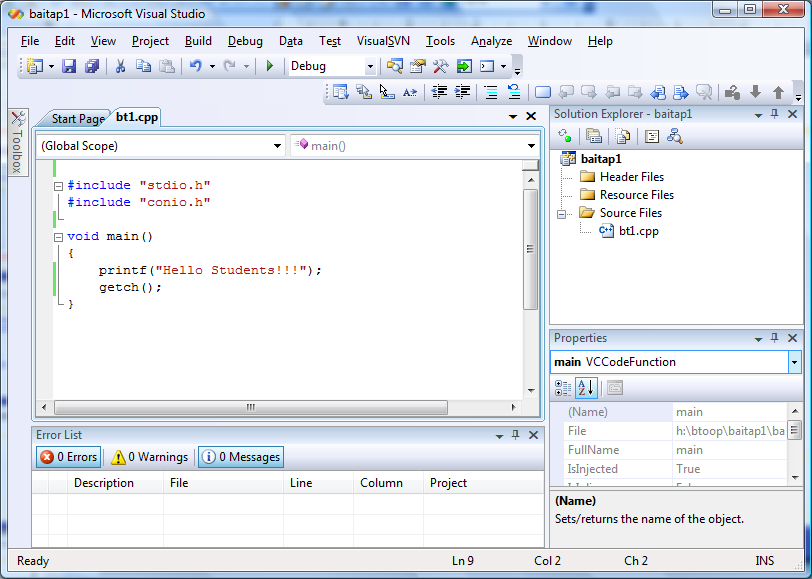 baitap1 - Microsoft Visual Studio
File Edit View Project Build Debug Data Test VisualSVN Tools Analyze Window Help
Debug
Toolbox
Start Page bt1.cpp
(Global Scope) main()
#include "stdio.h"
#include "conio.h"
void main()
{
printf("Hello Students!!!");
getch();
}
Solution Explorer - baitap1
baitap1
Header Files
Resource Files
Source Files
bt1.cpp
Properties
main VCCodeFunction
(Name) main
File h:\btoop\baitap1\ba
FullName main
IsInjected True
(Name)
Sets/returns the name of the object.
Error List
0 Errors 0 Warnings 0 Messages
Description File Line Column Project
Ready Ln 9 Col 2 Ch 2 INS